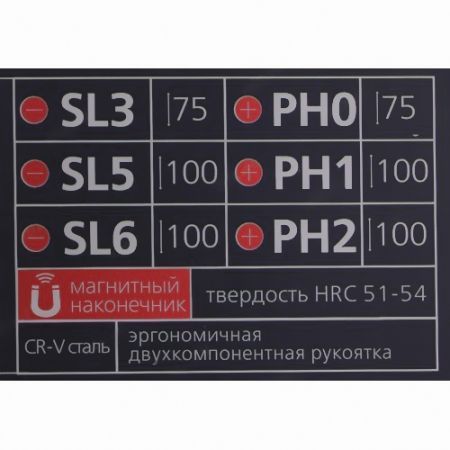 SL3 75 PH0 75
SL5 100 PH1 100
SL6 100 PH2 100
магнитный
наконечник
твердость HRC 51-54
CR-V сталь
эргономичная
двухкомпонентная рукоятка